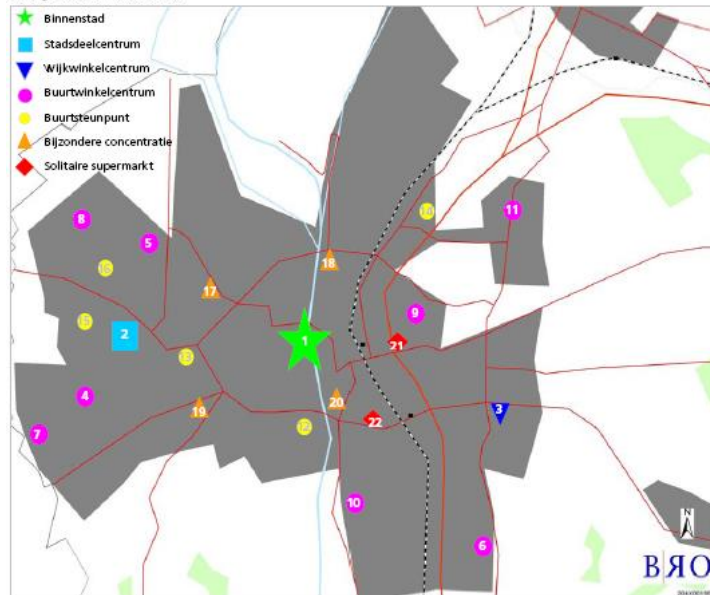 Binnenstad
Stadsdeelcentrum
Wijkwinkelcentrum
Buurtwinkelcentrum
Buurtsteunpunt
Bijzondere concentratie
Solitaire supermarkt
8
5
16
17
18
14
11
15
2
13
1
9
21
4
7
19
20
12
22
3
10
6
N
BRO